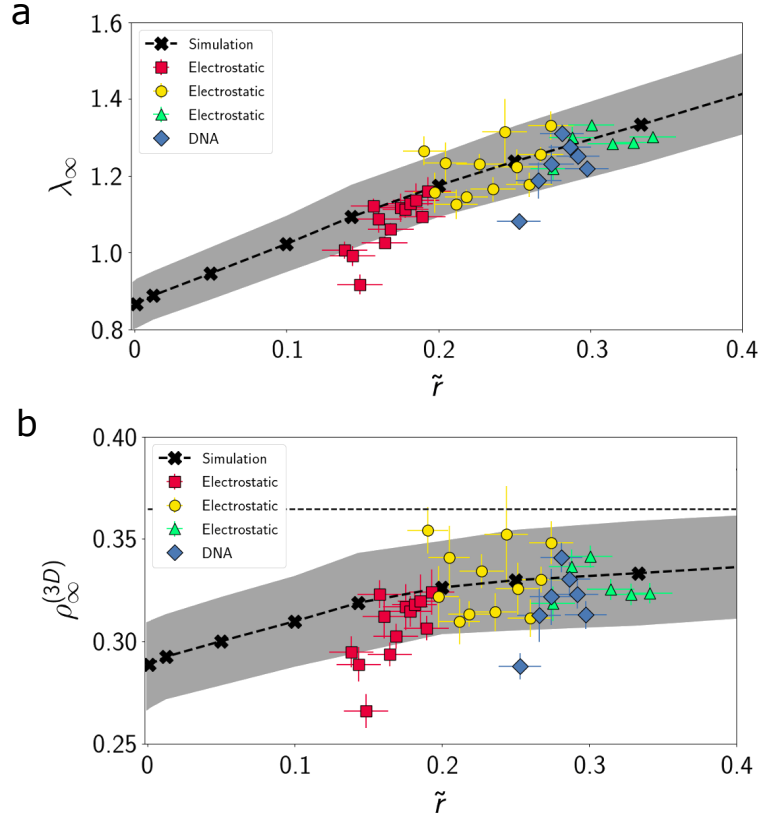 a
1.6
1.4
1.2
1.0
0.8
λ∞
Simulation
Electrostatic
Electrostatic
Electrostatic
DNA
0
0.1
0.2
0.3
0.4
r̃
b
0.40
0.35
0.30
0.25
ρ∞(3D)
Simulation
Electrostatic
Electrostatic
Electrostatic
DNA
0
0.1
0.2
0.3
0.4
r̃